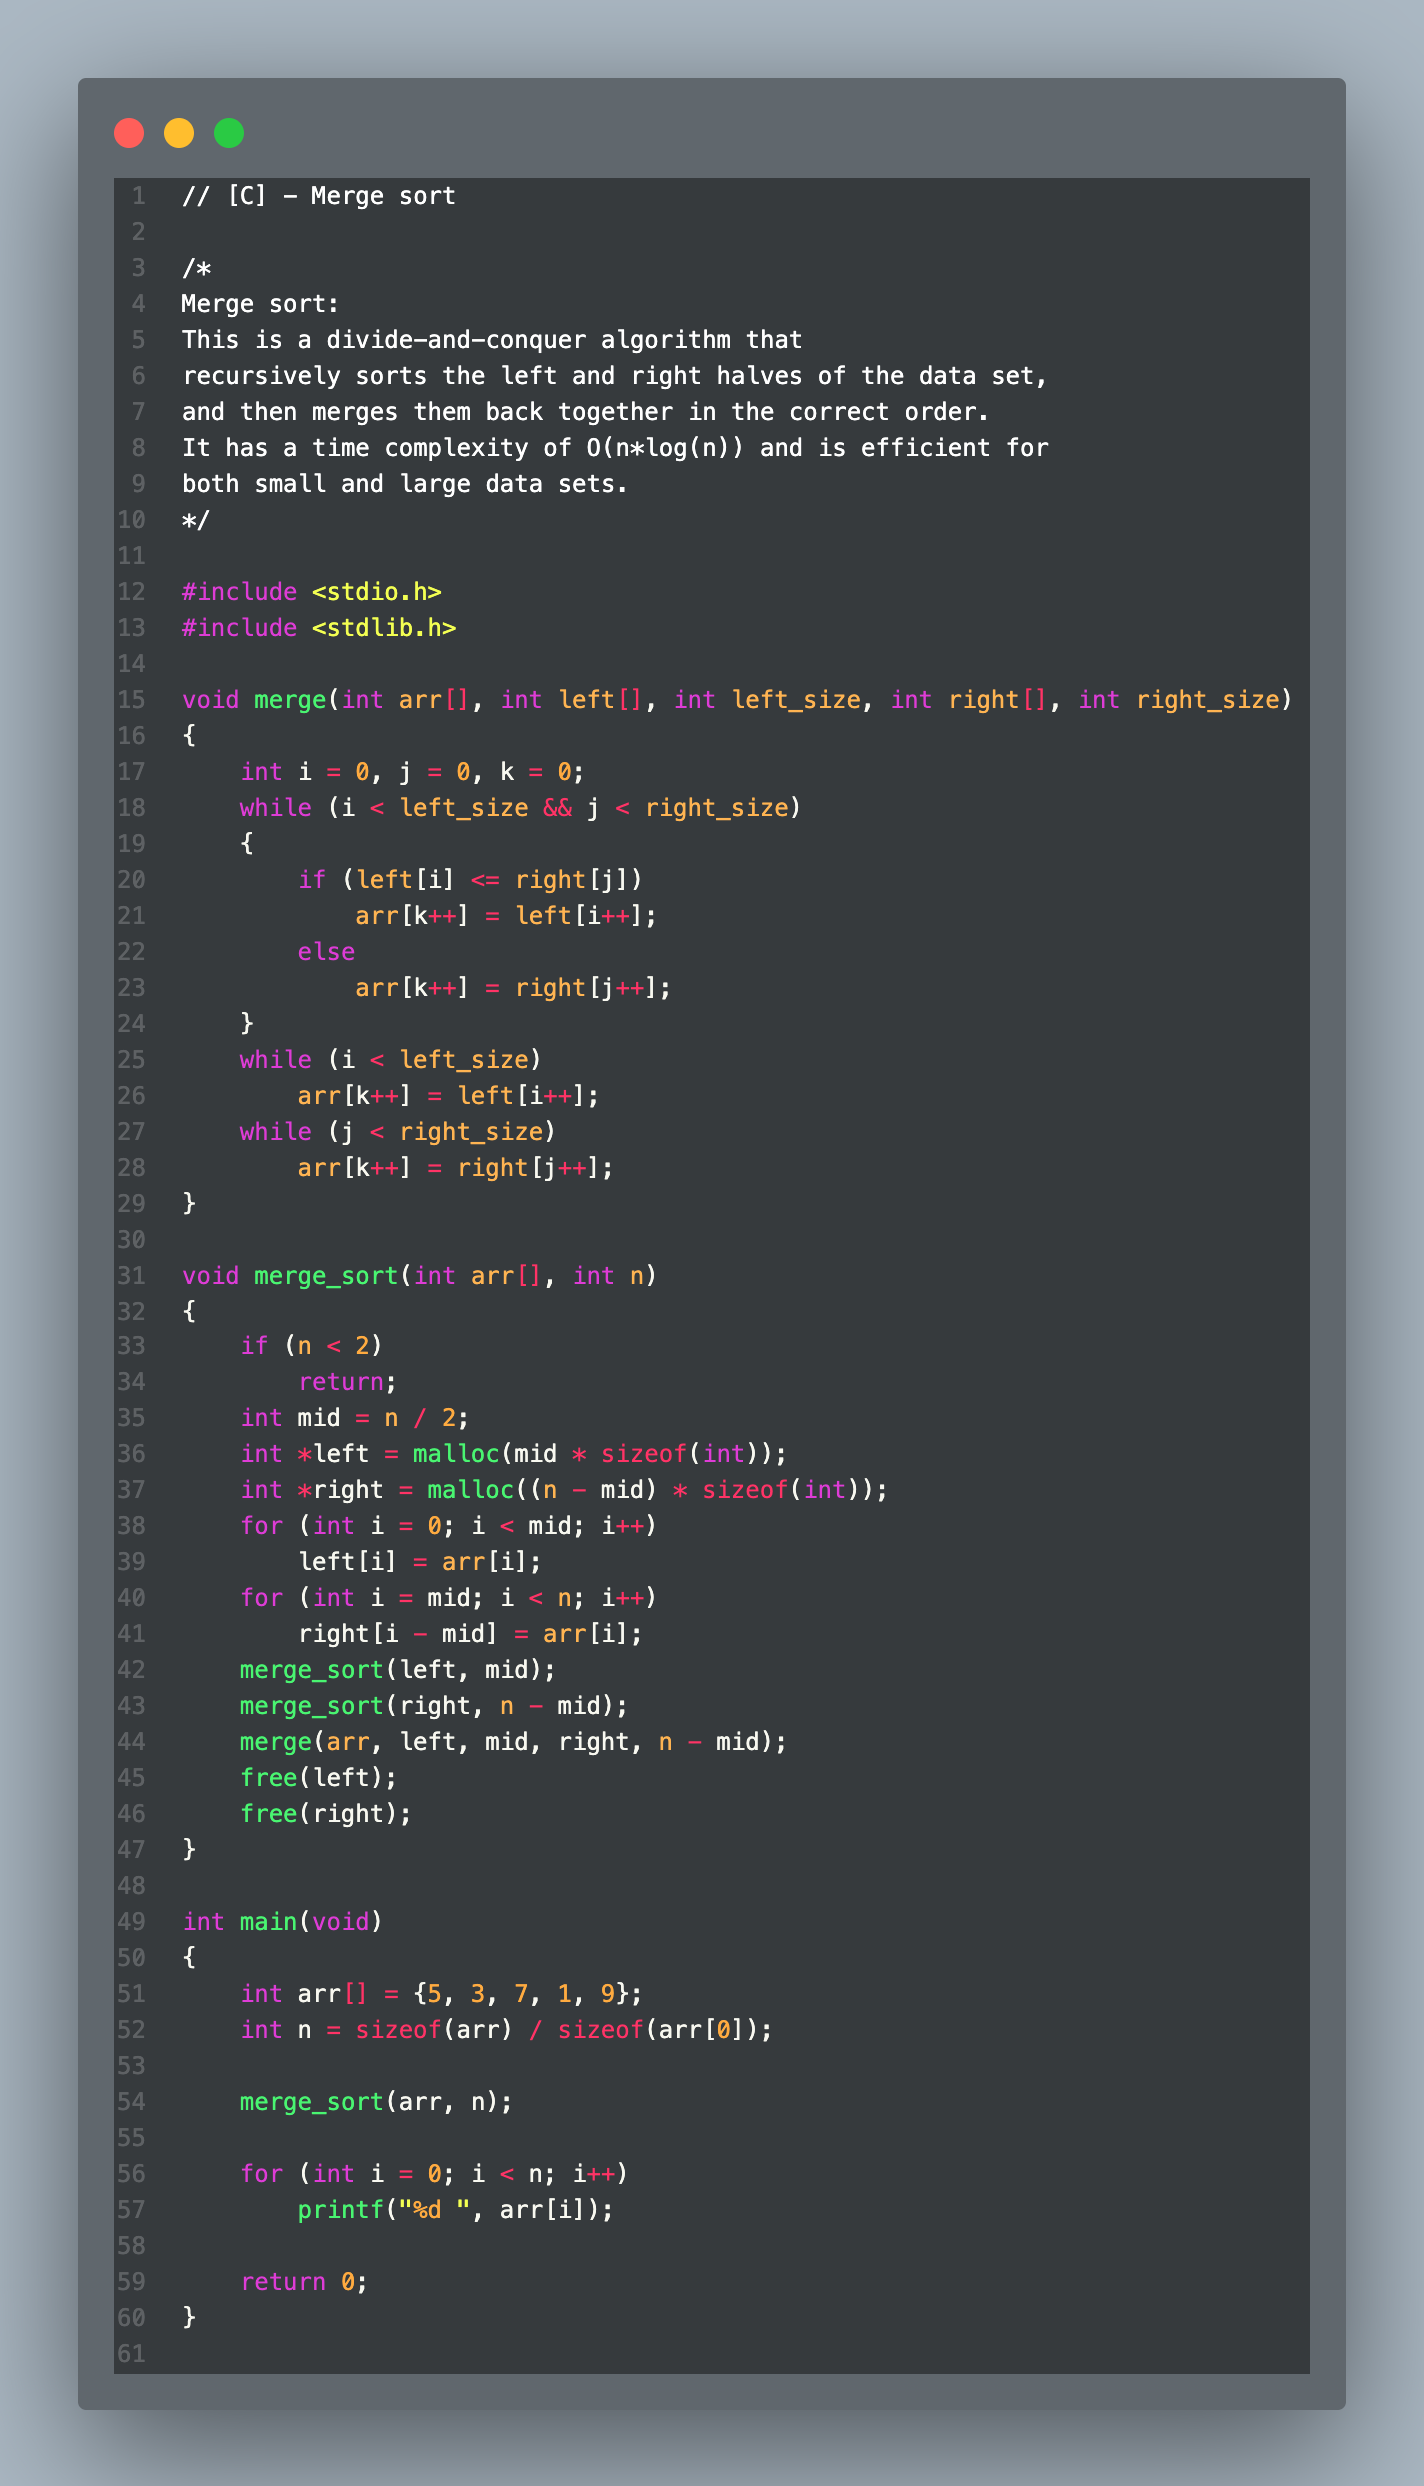 1 // [C] - Merge sort
2
3 /*
4 Merge sort:
5 This is a divide-and-conquer algorithm that
6 recursively sorts the left and right halves of the data set,
7 and then merges them back together in the correct order.
8 It has a time complexity of O(n*log(n)) and is efficient for
9 both small and large data sets.
10 */
11
12 #include <stdio.h>
13 #include <stdlib.h>
14
15 void merge(int arr[], int left[], int left_size, int right[], int right_size)
16 {
17     int i = 0, j = 0, k = 0;
18     while (i < left_size && j < right_size)
19     {
20         if (left[i] <= right[j])
21             arr[k++] = left[i++];
22         else
23             arr[k++] = right[j++];
24     }
25     while (i < left_size)
26         arr[k++] = left[i++];
27     while (j < right_size)
28         arr[k++] = right[j++];
29 }
30
31 void merge_sort(int arr[], int n)
32 {
33     if (n < 2)
34         return;
35     int mid = n / 2;
36     int *left = malloc(mid * sizeof(int));
37     int *right = malloc((n - mid) * sizeof(int));
38     for (int i = 0; i < mid; i++)
39         left[i] = arr[i];
40     for (int i = mid; i < n; i++)
41         right[i - mid] = arr[i];
42     merge_sort(left, mid);
43     merge_sort(right, n - mid);
44     merge(arr, left, mid, right, n - mid);
45     free(left);
46     free(right);
47 }
48
49 int main(void)
50 {
51     int arr[] = {5, 3, 7, 1, 9};
52     int n = sizeof(arr) / sizeof(arr[0]);
53
54     merge_sort(arr, n);
55
56     for (int i = 0; i < n; i++)
57         printf("%d ", arr[i]);
58
59     return 0;
60 }
61